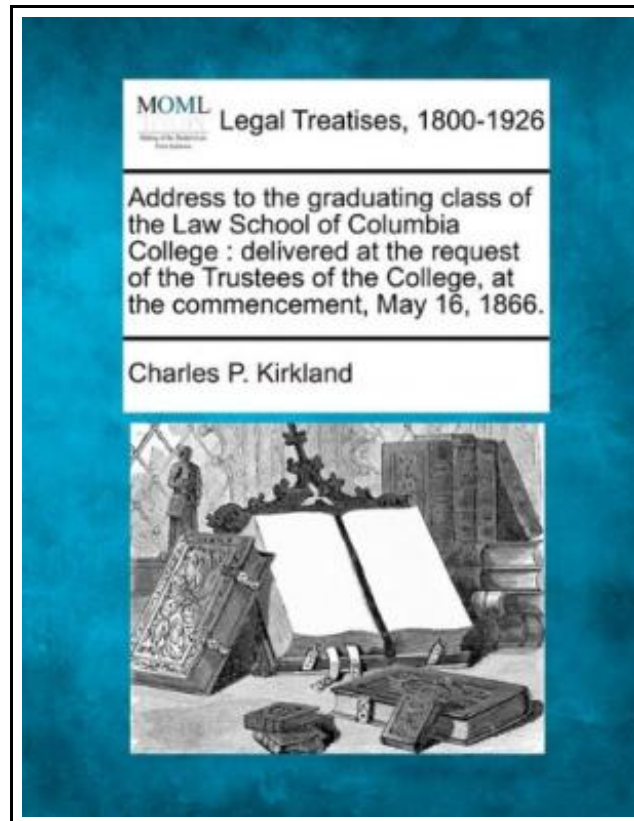 MOML
Legal Treatises, 1800-1926
Address to the graduating class of
the Law School of Columbia
College : delivered at the request
of the Trustees of the College, at
the commencement, May 16, 1866.
Charles P. Kirkland